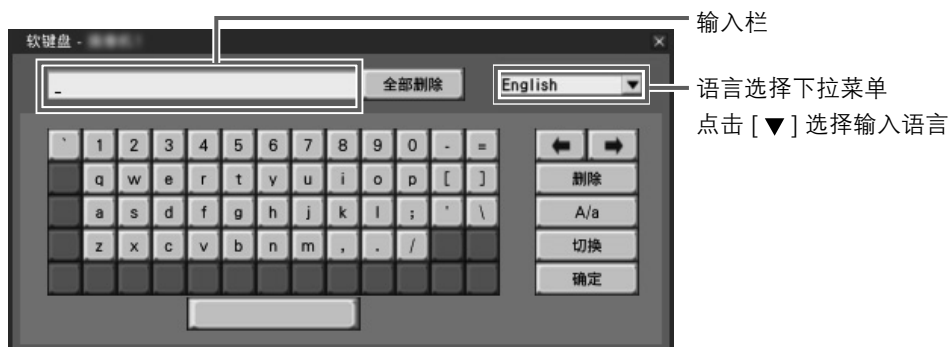 输入栏
软键盘 -
×
_
全部删除
English ▼
语言选择下拉菜单
点击 [ ▼ ] 选择输入语言
` 1 2 3 4 5 6 7 8 9 0 - =
q w e r t y u i o p [ ]
删除
a s d f g h j k l ; ' \
A/a
z x c v b n m , . /
切换
确定